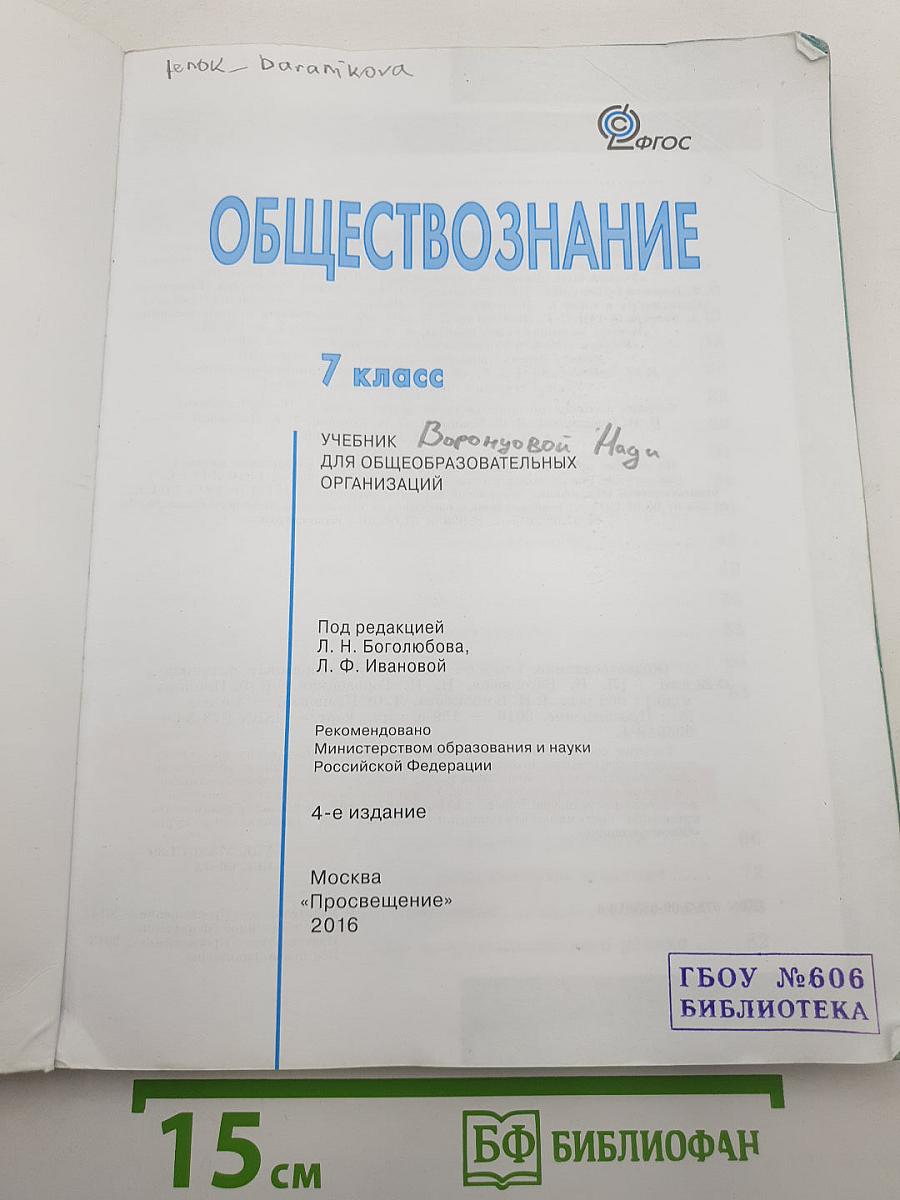 lenok_baranikova
ФГОС
ОБЩЕСТВОЗНАНИЕ
7 класс
УЧЕБНИК Воронцовой Нади
ДЛЯ ОБЩЕОБРАЗОВАТЕЛЬНЫХ
ОРГАНИЗАЦИЙ
Под редакцией
Л. Н. Боголюбова,
Л. Ф. Ивановой
Рекомендовано
Министерством образования и науки
Российской Федерации
4-е издание
Москва
«Просвещение»
2016
ГБОУ №606
БИБЛИОТЕКА
15 см
БФ БИБЛИОФАН